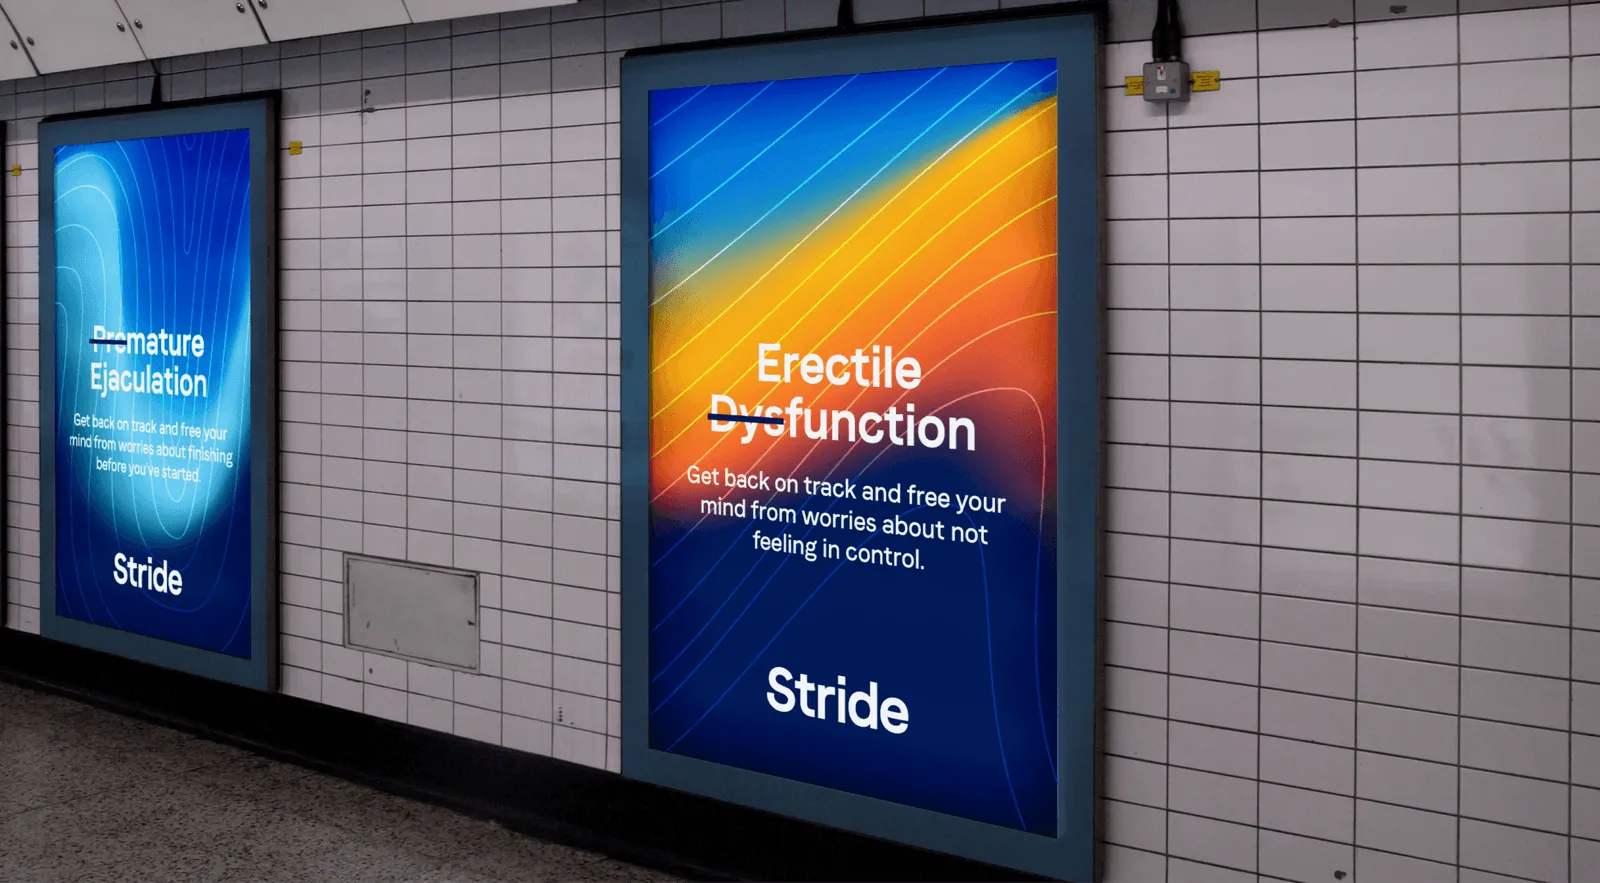 Premature
Ejaculation
Get back on track and free your
mind from worries about finishing
before you've started.
Stride
Erectile
Dysfunction
Get back on track and free your
mind from worries about not
feeling in control.
Stride